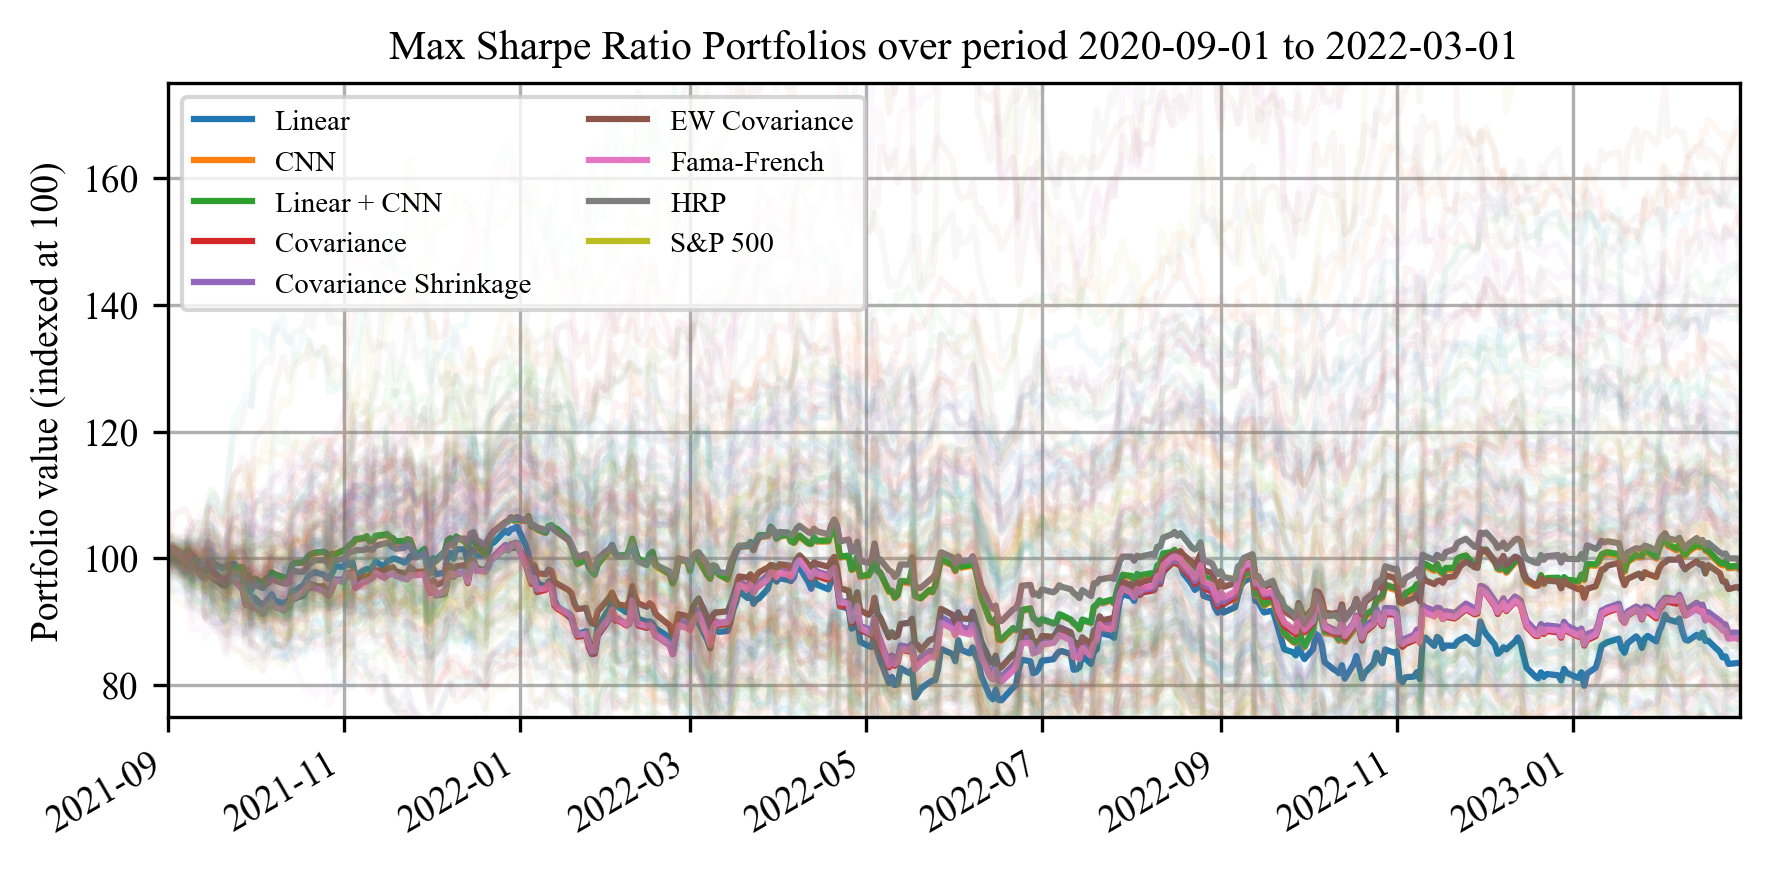 Max Sharpe Ratio Portfolios over period 2020-09-01 to 2022-03-01
Portfolio value (indexed at 100)
160
140
120
100
80
Linear
CNN
Linear + CNN
Covariance
Covariance Shrinkage
EW Covariance
Fama-French
HRP
S&P 500
2021-09
2021-11
2022-01
2022-03
2022-05
2022-07
2022-09
2022-11
2023-01